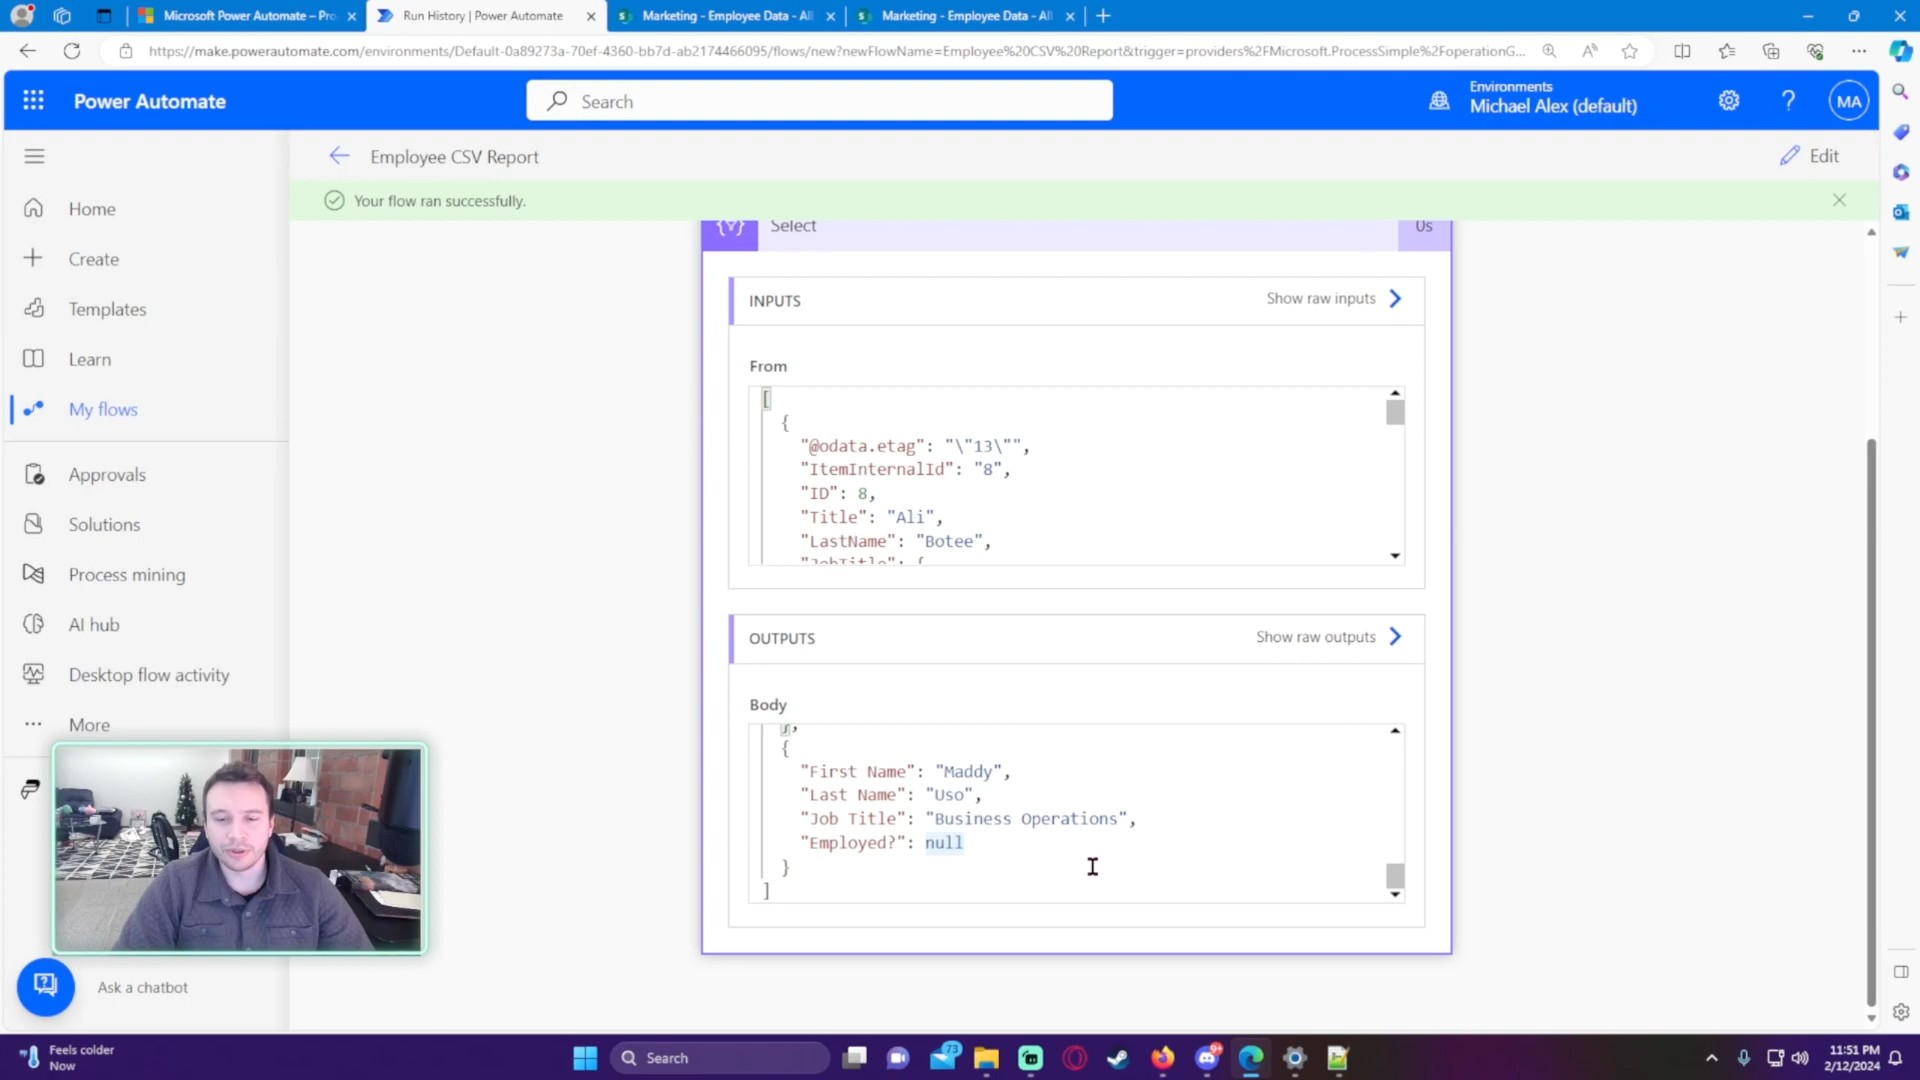 Microsoft Power Automate – Pro
Run History | Power Automate
Marketing - Employee Data - All
Marketing - Employee Data - All
https://make.powerautomate.com/environments/Default-0a89273a-70ef-4360-bb7d-ab2174466095/flows/new?newFlowName=Employee%20CSV%20Report&trigger=providers%2FMicrosoft.ProcessSimple%2FoperationG...
Power Automate
Search
Environments
Michael Alex (default)
MA
Employee CSV Report
Edit
Your flow ran successfully.
Home
Create
Templates
Learn
My flows
Approvals
Solutions
Process mining
AI hub
Desktop flow activity
More
Ask a chatbot
Select
0s
INPUTS
Show raw inputs
From
[
{
"@odata.etag": "\"13\"",
"ItemInternalId": "8",
"ID": 8,
"Title": "Ali",
"LastName": "Botee",
"JobTitle": {
OUTPUTS
Show raw outputs
Body
},
{
"First Name": "Maddy",
"Last Name": "Uso",
"Job Title": "Business Operations",
"Employed?": null
}
]
Feels colder
Now
Search
73
9+
11:51 PM
2/12/2024